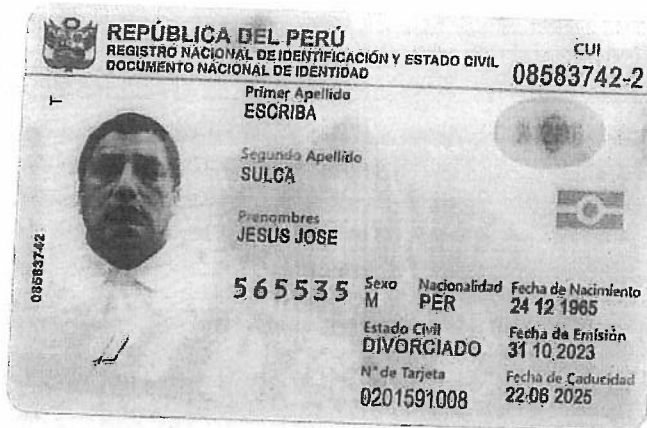 REPÚBLICA DEL PERÚ
REGISTRO NACIONAL DE IDENTIFICACIÓN Y ESTADO CIVIL
DOCUMENTO NACIONAL DE IDENTIDAD
CUI
08583742-2
T
Primer Apellido
ESCRIBA
Segundo Apellido
SULCA
Prenombres
JESUS JOSE
08583742
565535
Sexo Nacionalidad Fecha de Nacimiento
M PER 24 12 1965
Estado Civil Fecha de Emisión
DIVORCIADO 31 10 2023
N° de Tarjeta Fecha de Caducidad
0201591008 22 06 2025